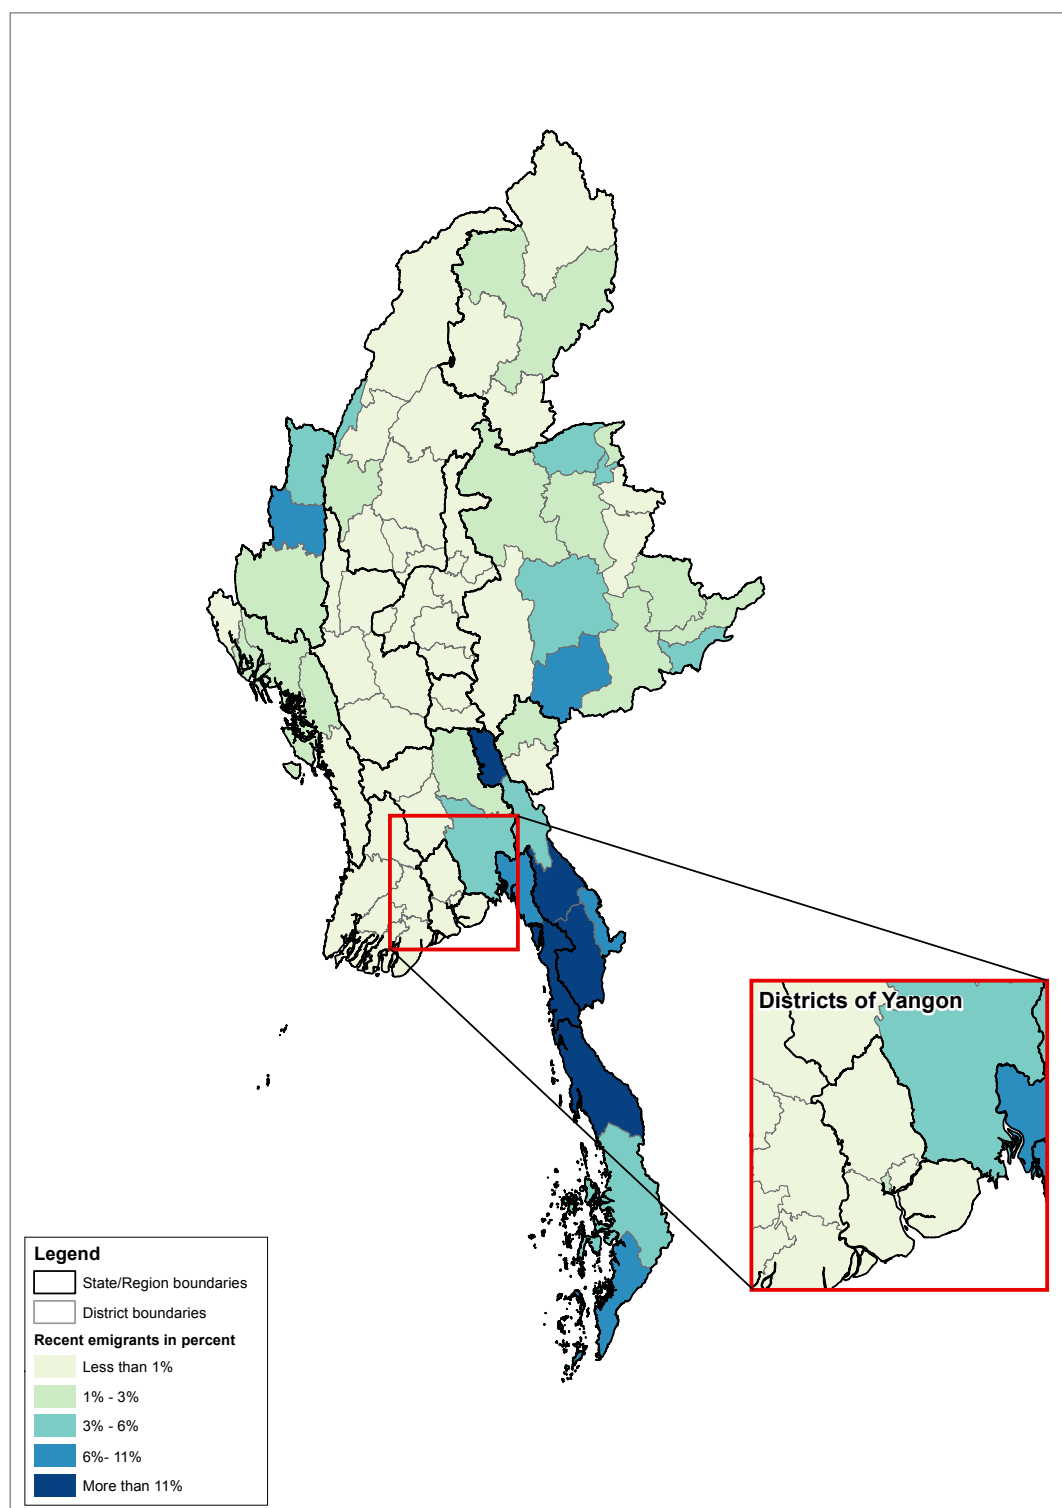 Districts of Yangon
Legend
State/Region boundaries
District boundaries
Recent emigrants in percent
Less than 1%
1% - 3%
3% - 6%
6%- 11%
More than 11%